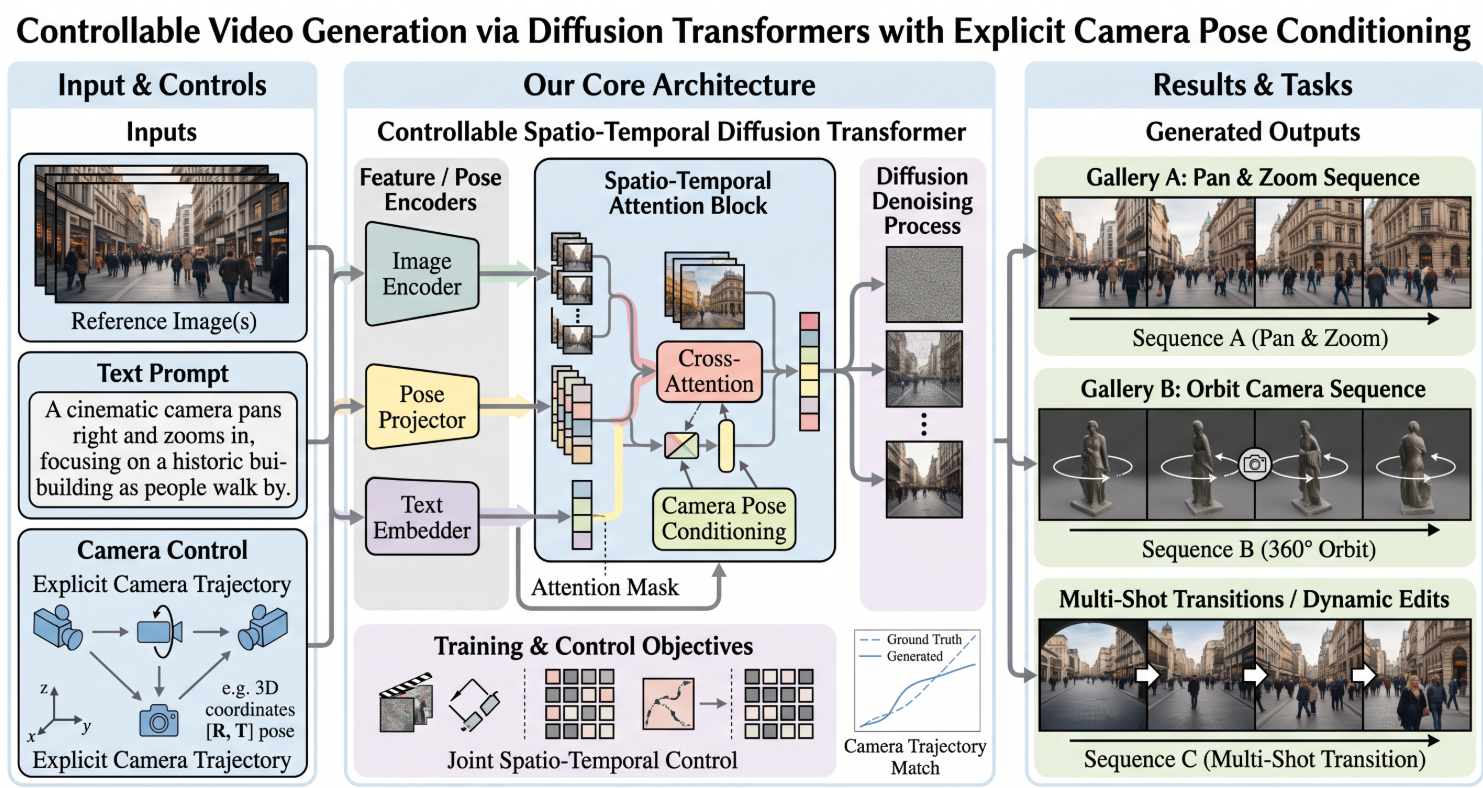 Controllable Video Generation via Diffusion Transformers with Explicit Camera Pose Conditioning
Input & Controls
Inputs
Reference Image(s)
Text Prompt
A cinematic camera pans
right and zooms in,
focusing on a historic bui-
building as people walk by.
Camera Control
Explicit Camera Trajectory
z
x
y
e.g. 3D
coordinates
[R, T] pose
Explicit Camera Trajectory
Our Core Architecture
Controllable Spatio-Temporal Diffusion Transformer
Feature / Pose
Encoders
Image
Encoder
Pose
Projector
Text
Embedder
Spatio-Temporal
Attention Block
Cross-
Attention
Camera Pose
Conditioning
Attention Mask
Diffusion
Denoising
Process
Training & Control Objectives
Joint Spatio-Temporal Control
Ground Truth
Generated
Camera Trajectory
Match
Results & Tasks
Generated Outputs
Gallery A: Pan & Zoom Sequence
Sequence A (Pan & Zoom)
Gallery B: Orbit Camera Sequence
Sequence B (360° Orbit)
Multi-Shot Transitions / Dynamic Edits
Sequence C (Multi-Shot Transition)